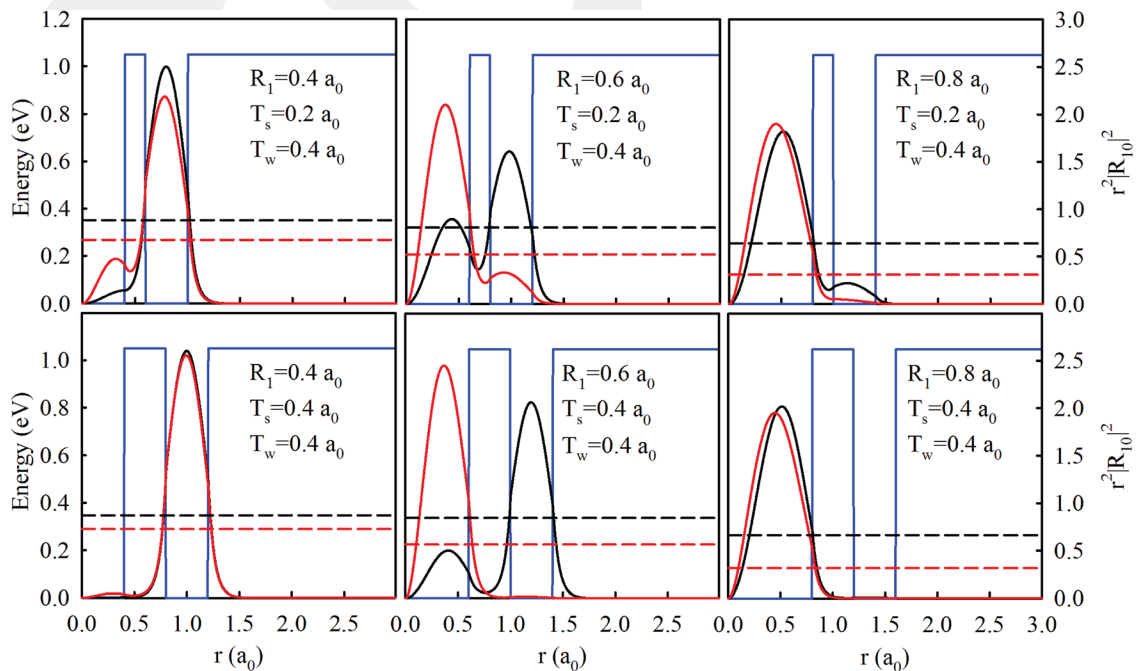 1.2
1.0
0.8
0.6
0.4
0.2
0.0
Energy (eV)
R1=0.4 a0
Ts=0.2 a0
Tw=0.4 a0
R1=0.6 a0
Ts=0.2 a0
Tw=0.4 a0
R1=0.8 a0
Ts=0.2 a0
Tw=0.4 a0
3.0
2.5
2.0
1.5
1.0
0.5
0.0
r²|R10|²
1.0
0.8
0.6
0.4
0.2
0.0
Energy (eV)
R1=0.4 a0
Ts=0.4 a0
Tw=0.4 a0
R1=0.6 a0
Ts=0.4 a0
Tw=0.4 a0
R1=0.8 a0
Ts=0.4 a0
Tw=0.4 a0
2.5
2.0
1.5
1.0
0.5
0.0
r²|R10|²
0.0 0.5 1.0 1.5 2.0 2.5 0.0 0.5 1.0 1.5 2.0 2.5 0.0 0.5 1.0 1.5 2.0 2.5 3.0
r (a0) r (a0) r (a0)